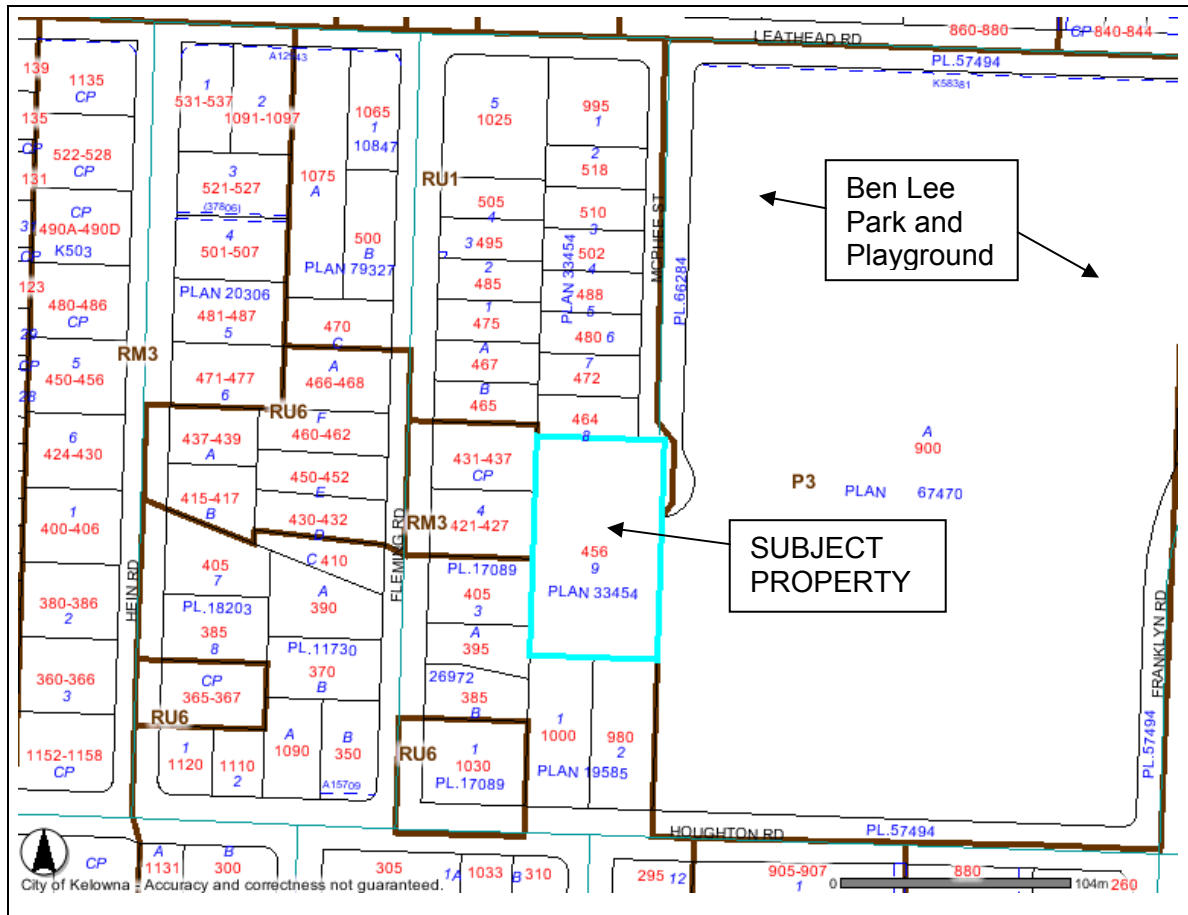 LEATHEAD RD
860-880
CP 840-844
PL.57494
K58381
139
1135
CP
135
CP
522-528
CP
131
CP
490A-490D
K503
31
CP
123
480-486
CP
29
CP
28
5
450-456
6
424-430
1
400-406
380-386
2
360-366
3
1152-1158
CP
RM3
HEIN RD
1
531-537
2
1091-1097
3
521-527
(37806)
4
501-507
PLAN 20306
481-487
5
471-477
6
1075
A
1065
1
10847
500
B
PLAN 79327
470
C
RU6
A
466-468
F
460-462
450-452
E
430-432
D
437-439
A
415-417
B
C 410
405
7
PL.18203
385
8
A
390
PL.11730
370
B
CP
365-367
RU6
1
1120
1110
2
A
1090
B
350
A15709
FLEMING RD
RU1
5
1025
995
1
2
518
505
4
510
3
3 495
502
4
2
485
488
5
1
475
480 6
A
467
7
472
B
465
464
8
PLAN 33454
MCPHEE ST
PL.66284
431-437
CP
RM3
4
421-427
PL.17089
405
3
A
395
26972
385
B
RU6
1
1030
PL.17089
456
9
PLAN 33454
1
1000
980
2
PLAN 19585
Ben Lee
Park and
Playground
A
900
P3
PLAN 67470
SUBJECT
PROPERTY
FRANKLYN RD
PL.57494
HOUGHTON RD
PL.57494
CP
A
1131
B
300
305
1A
1033
B
310
295 12
905-907
1
880
260
0
104m
City of Kelowna : Accuracy and correctness not guaranteed.